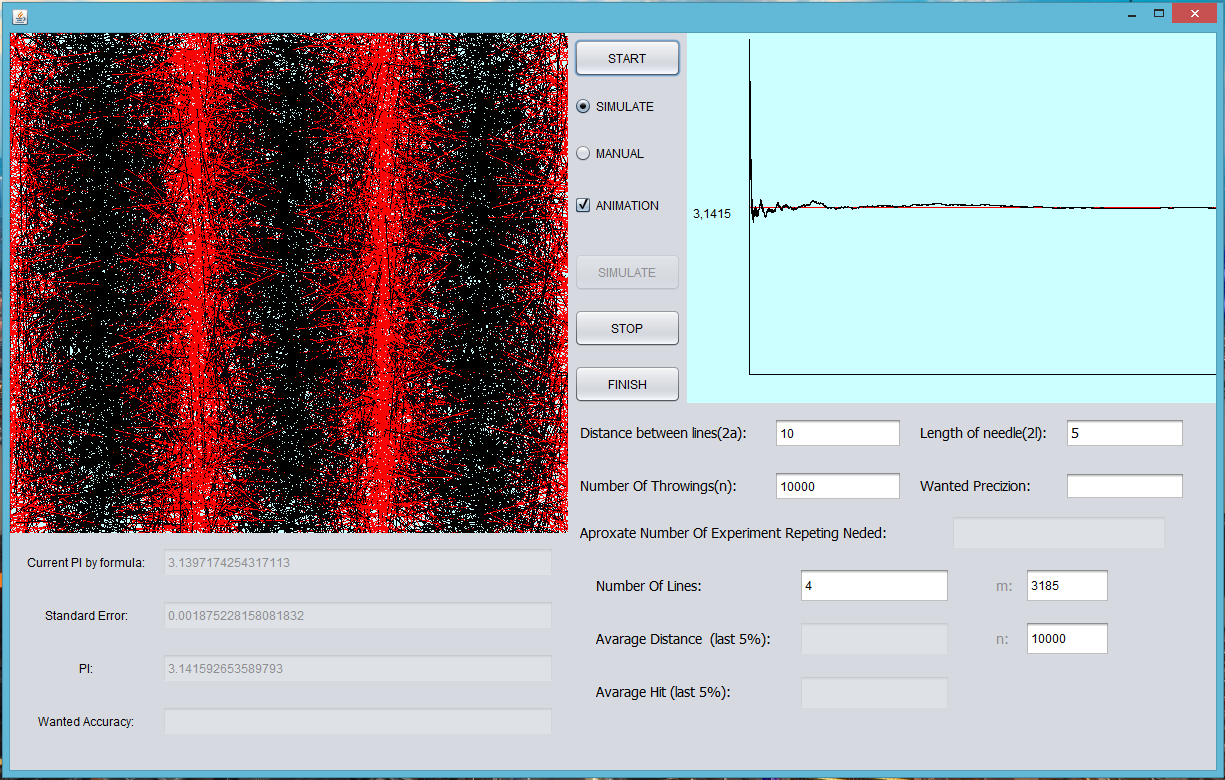 START
SIMULATE
MANUAL
ANIMATION
SIMULATE
STOP
FINISH
3,1415
Distance between lines(2a): 10 Length of needle(2l): 5
Number Of Throwings(n): 10000 Wanted Precizion:
Aproxate Number Of Experiment Repeting Neded:
Number Of Lines: 4 m: 3185
Avarage Distance (last 5%): n: 10000
Avarage Hit (last 5%):
Current PI by formula: 3.1397174254317113
Standard Error: 0.001875228158081832
PI: 3.141592653589793
Wanted Accuracy: